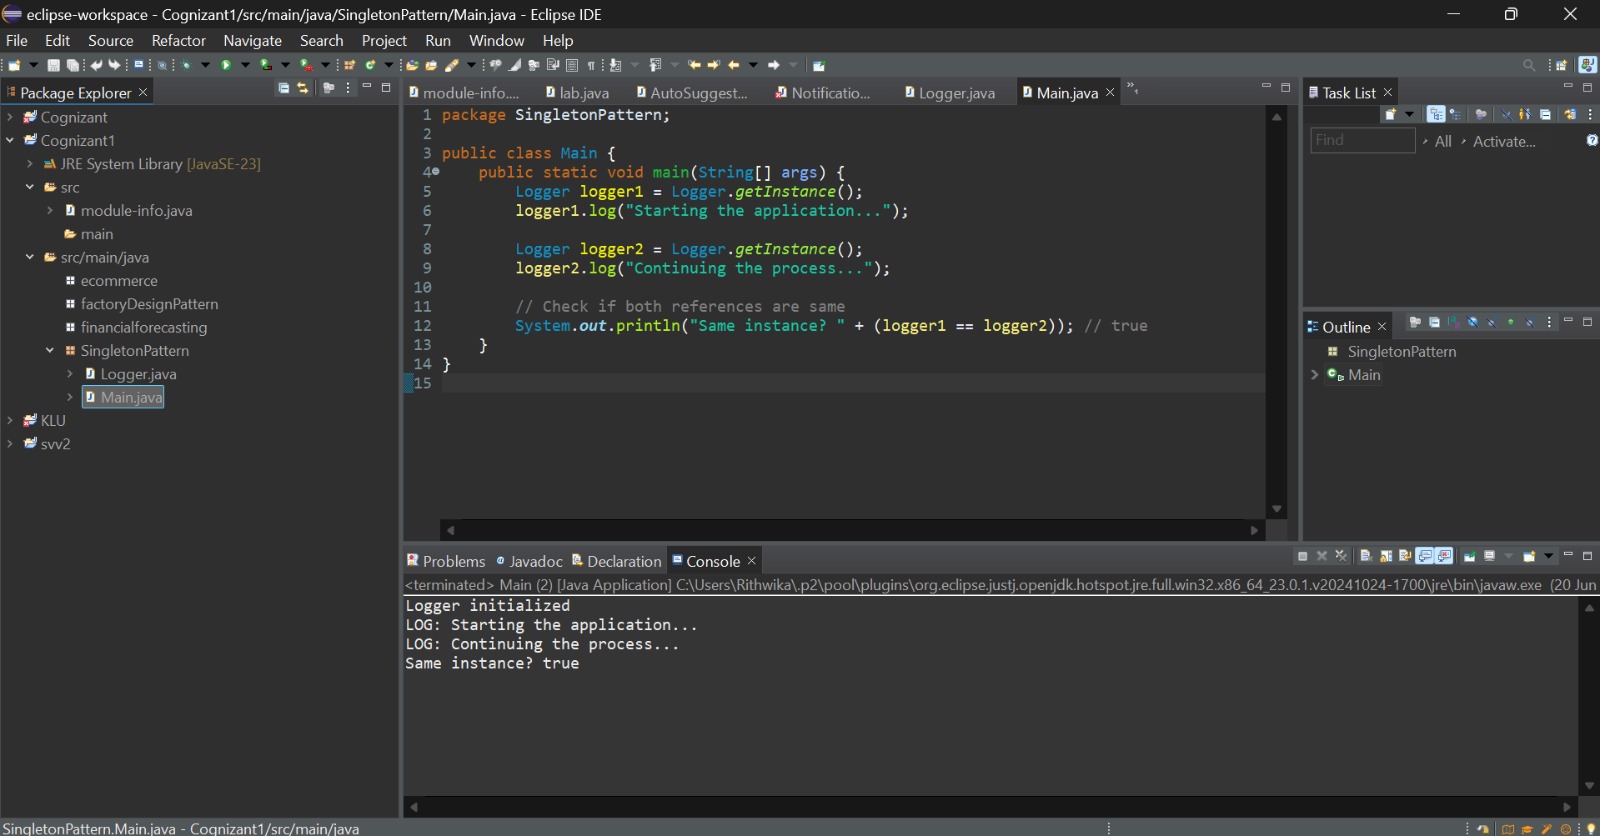 eclipse-workspace - Cognizant1/src/main/java/SingletonPattern/Main.java - Eclipse IDE
File Edit Source Refactor Navigate Search Project Run Window Help
Package Explorer
Cognizant
Cognizant1
JRE System Library [JavaSE-23]
src
module-info.java
main
src/main/java
ecommerce
factoryDesignPattern
financialforecasting
SingletonPattern
Logger.java
Main.java
KLU
svv2
module-info.... lab.java AutoSuggest... Notificatio... Logger.java Main.java
1 package SingletonPattern;
2
3 public class Main {
4 public static void main(String[] args) {
5 Logger logger1 = Logger.getInstance();
6 logger1.log("Starting the application...");
7
8 Logger logger2 = Logger.getInstance();
9 logger2.log("Continuing the process...");
10
11 // Check if both references are same
12 System.out.println("Same instance? " + (logger1 == logger2)); // true
13 }
14 }
15
Task List
Find All Activate...
Outline
SingletonPattern
Main
Problems Javadoc Declaration Console
<terminated> Main (2) [Java Application] C:\Users\Rithwika\.p2\pool\plugins\org.eclipse.justj.openjdk.hotspot.jre.full.win32.x86_64_23.0.1.v20241024-1700\jre\bin\javaw.exe (20 Jun
Logger initialized
LOG: Starting the application...
LOG: Continuing the process...
Same instance? true
SingletonPattern.Main.java - Cognizant1/src/main/java